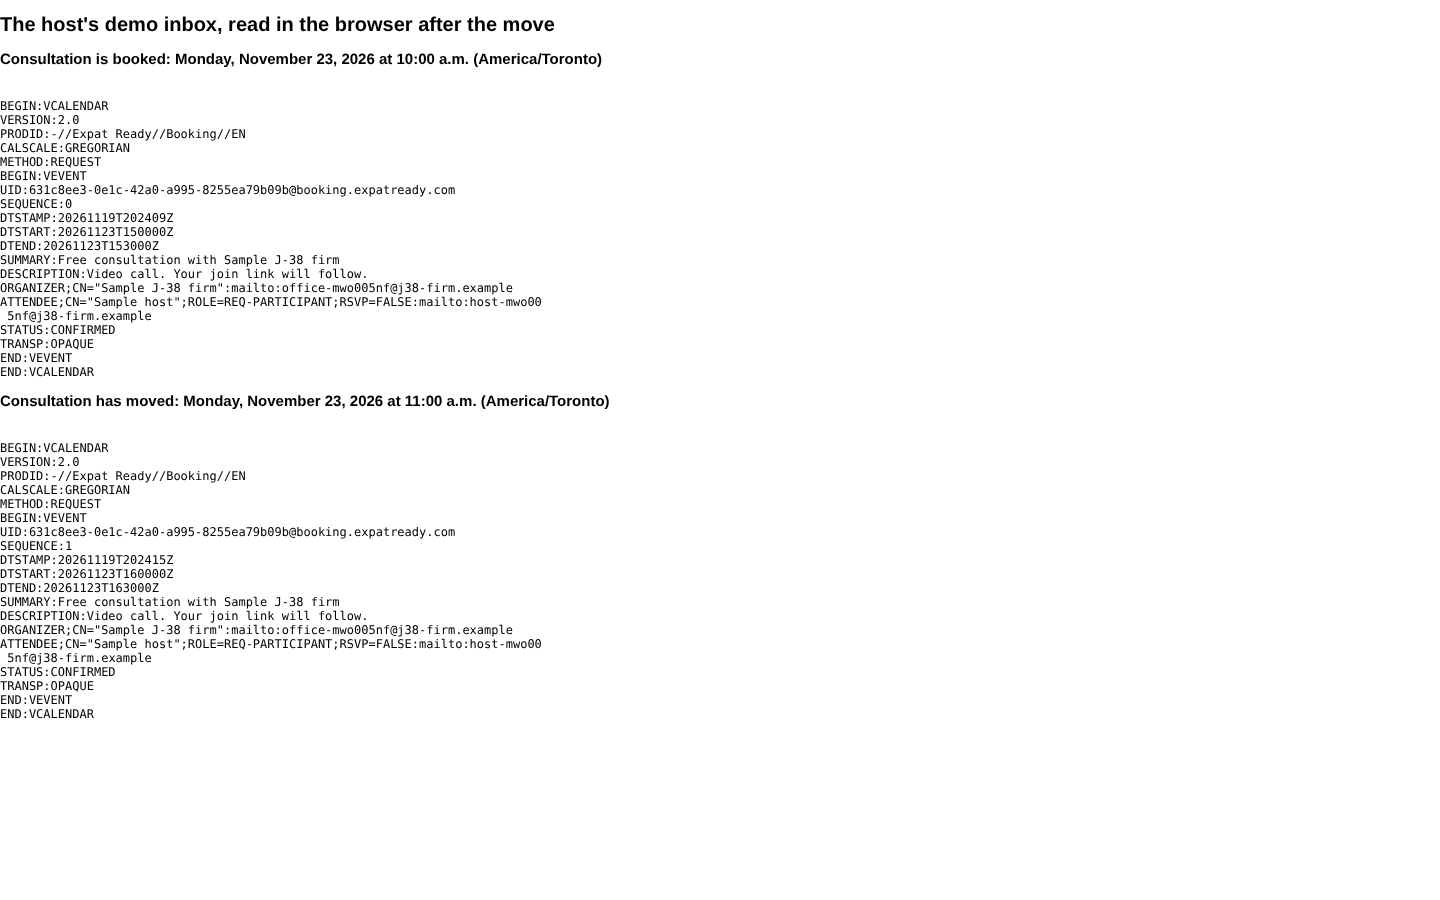 The host's demo inbox, read in the browser after the move
Consultation is booked: Monday, November 23, 2026 at 10:00 a.m. (America/Toronto)
BEGIN:VCALENDAR
VERSION:2.0
PRODID:-//Expat Ready//Booking//EN
CALSCALE:GREGORIAN
METHOD:REQUEST
BEGIN:VEVENT
UID:631c8ee3-0e1c-42a0-a995-8255ea79b09b@booking.expatready.com
SEQUENCE:0
DTSTAMP:20261119T202409Z
DTSTART:20261123T150000Z
DTEND:20261123T153000Z
SUMMARY:Free consultation with Sample J-38 firm
DESCRIPTION:Video call. Your join link will follow.
ORGANIZER;CN="Sample J-38 firm":mailto:office-mwo005nf@j38-firm.example
ATTENDEE;CN="Sample host";ROLE=REQ-PARTICIPANT;RSVP=FALSE:mailto:host-mwo00
 5nf@j38-firm.example
STATUS:CONFIRMED
TRANSP:OPAQUE
END:VEVENT
END:VCALENDAR
Consultation has moved: Monday, November 23, 2026 at 11:00 a.m. (America/Toronto)
BEGIN:VCALENDAR
VERSION:2.0
PRODID:-//Expat Ready//Booking//EN
CALSCALE:GREGORIAN
METHOD:REQUEST
BEGIN:VEVENT
UID:631c8ee3-0e1c-42a0-a995-8255ea79b09b@booking.expatready.com
SEQUENCE:1
DTSTAMP:20261119T202415Z
DTSTART:20261123T160000Z
DTEND:20261123T163000Z
SUMMARY:Free consultation with Sample J-38 firm
DESCRIPTION:Video call. Your join link will follow.
ORGANIZER;CN="Sample J-38 firm":mailto:office-mwo005nf@j38-firm.example
ATTENDEE;CN="Sample host";ROLE=REQ-PARTICIPANT;RSVP=FALSE:mailto:host-mwo00
 5nf@j38-firm.example
STATUS:CONFIRMED
TRANSP:OPAQUE
END:VEVENT
END:VCALENDAR